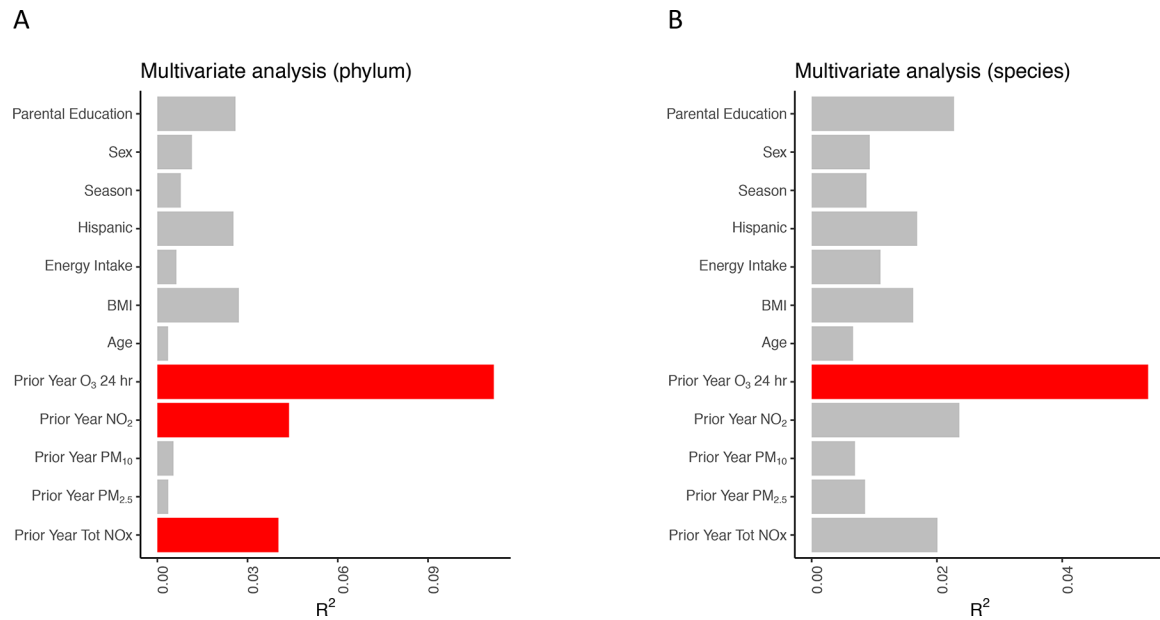 A
Multivariate analysis (phylum)
Parental Education
Sex
Season
Hispanic
Energy Intake
BMI
Age
Prior Year O₃ 24 hr
Prior Year NO₂
Prior Year PM₁₀
Prior Year PM₂.₅
Prior Year Tot NOx
0.00
0.03
0.06
0.09
R²
B
Multivariate analysis (species)
Parental Education
Sex
Season
Hispanic
Energy Intake
BMI
Age
Prior Year O₃ 24 hr
Prior Year NO₂
Prior Year PM₁₀
Prior Year PM₂.₅
Prior Year Tot NOx
0.00
0.02
0.04
R²